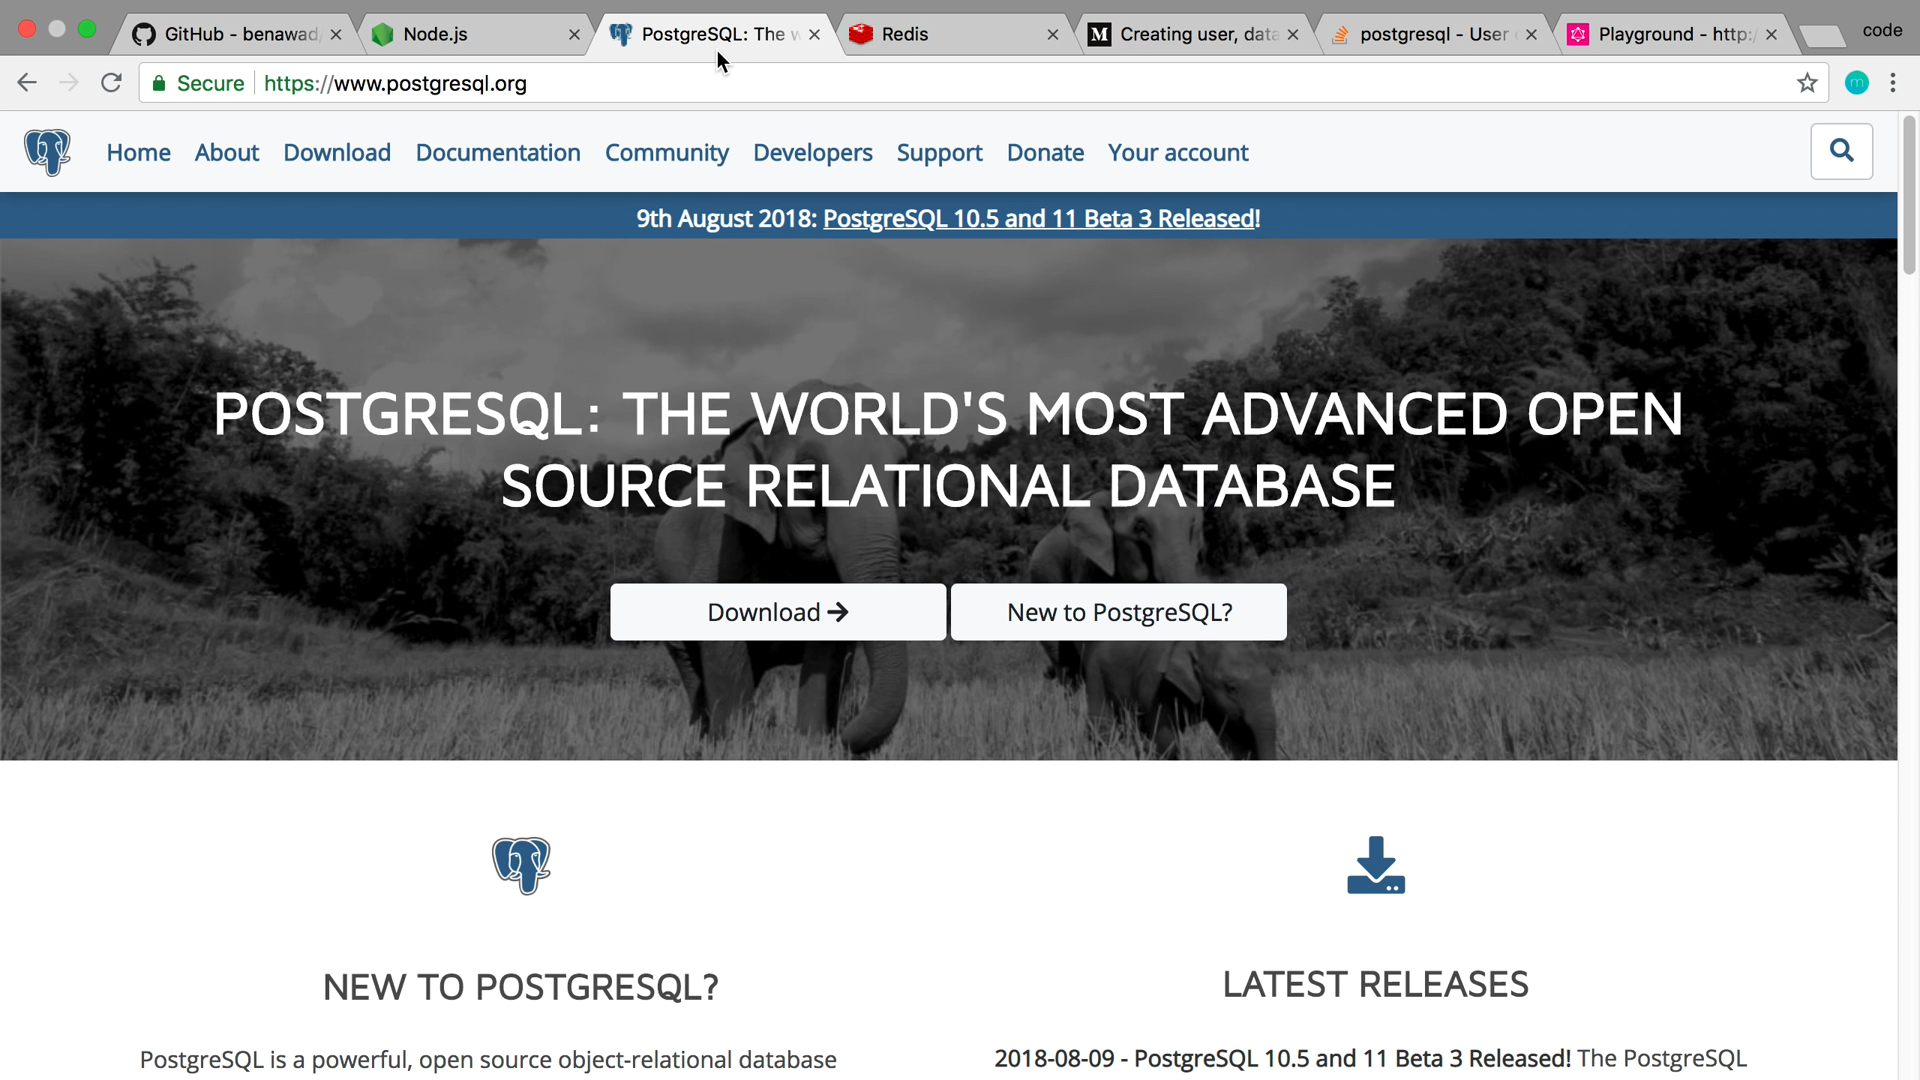 GitHub - benawad
Node.js
PostgreSQL: The w
Redis
Creating user, data
postgresql - User
Playground - http:/
code
Secure
https://www.postgresql.org
Home
About
Download
Documentation
Community
Developers
Support
Donate
Your account
9th August 2018: PostgreSQL 10.5 and 11 Beta 3 Released!
POSTGRESQL: THE WORLD'S MOST ADVANCED OPEN
SOURCE RELATIONAL DATABASE
Download
New to PostgreSQL?
NEW TO POSTGRESQL?
LATEST RELEASES
PostgreSQL is a powerful, open source object-relational database
2018-08-09 - PostgreSQL 10.5 and 11 Beta 3 Released! The PostgreSQL